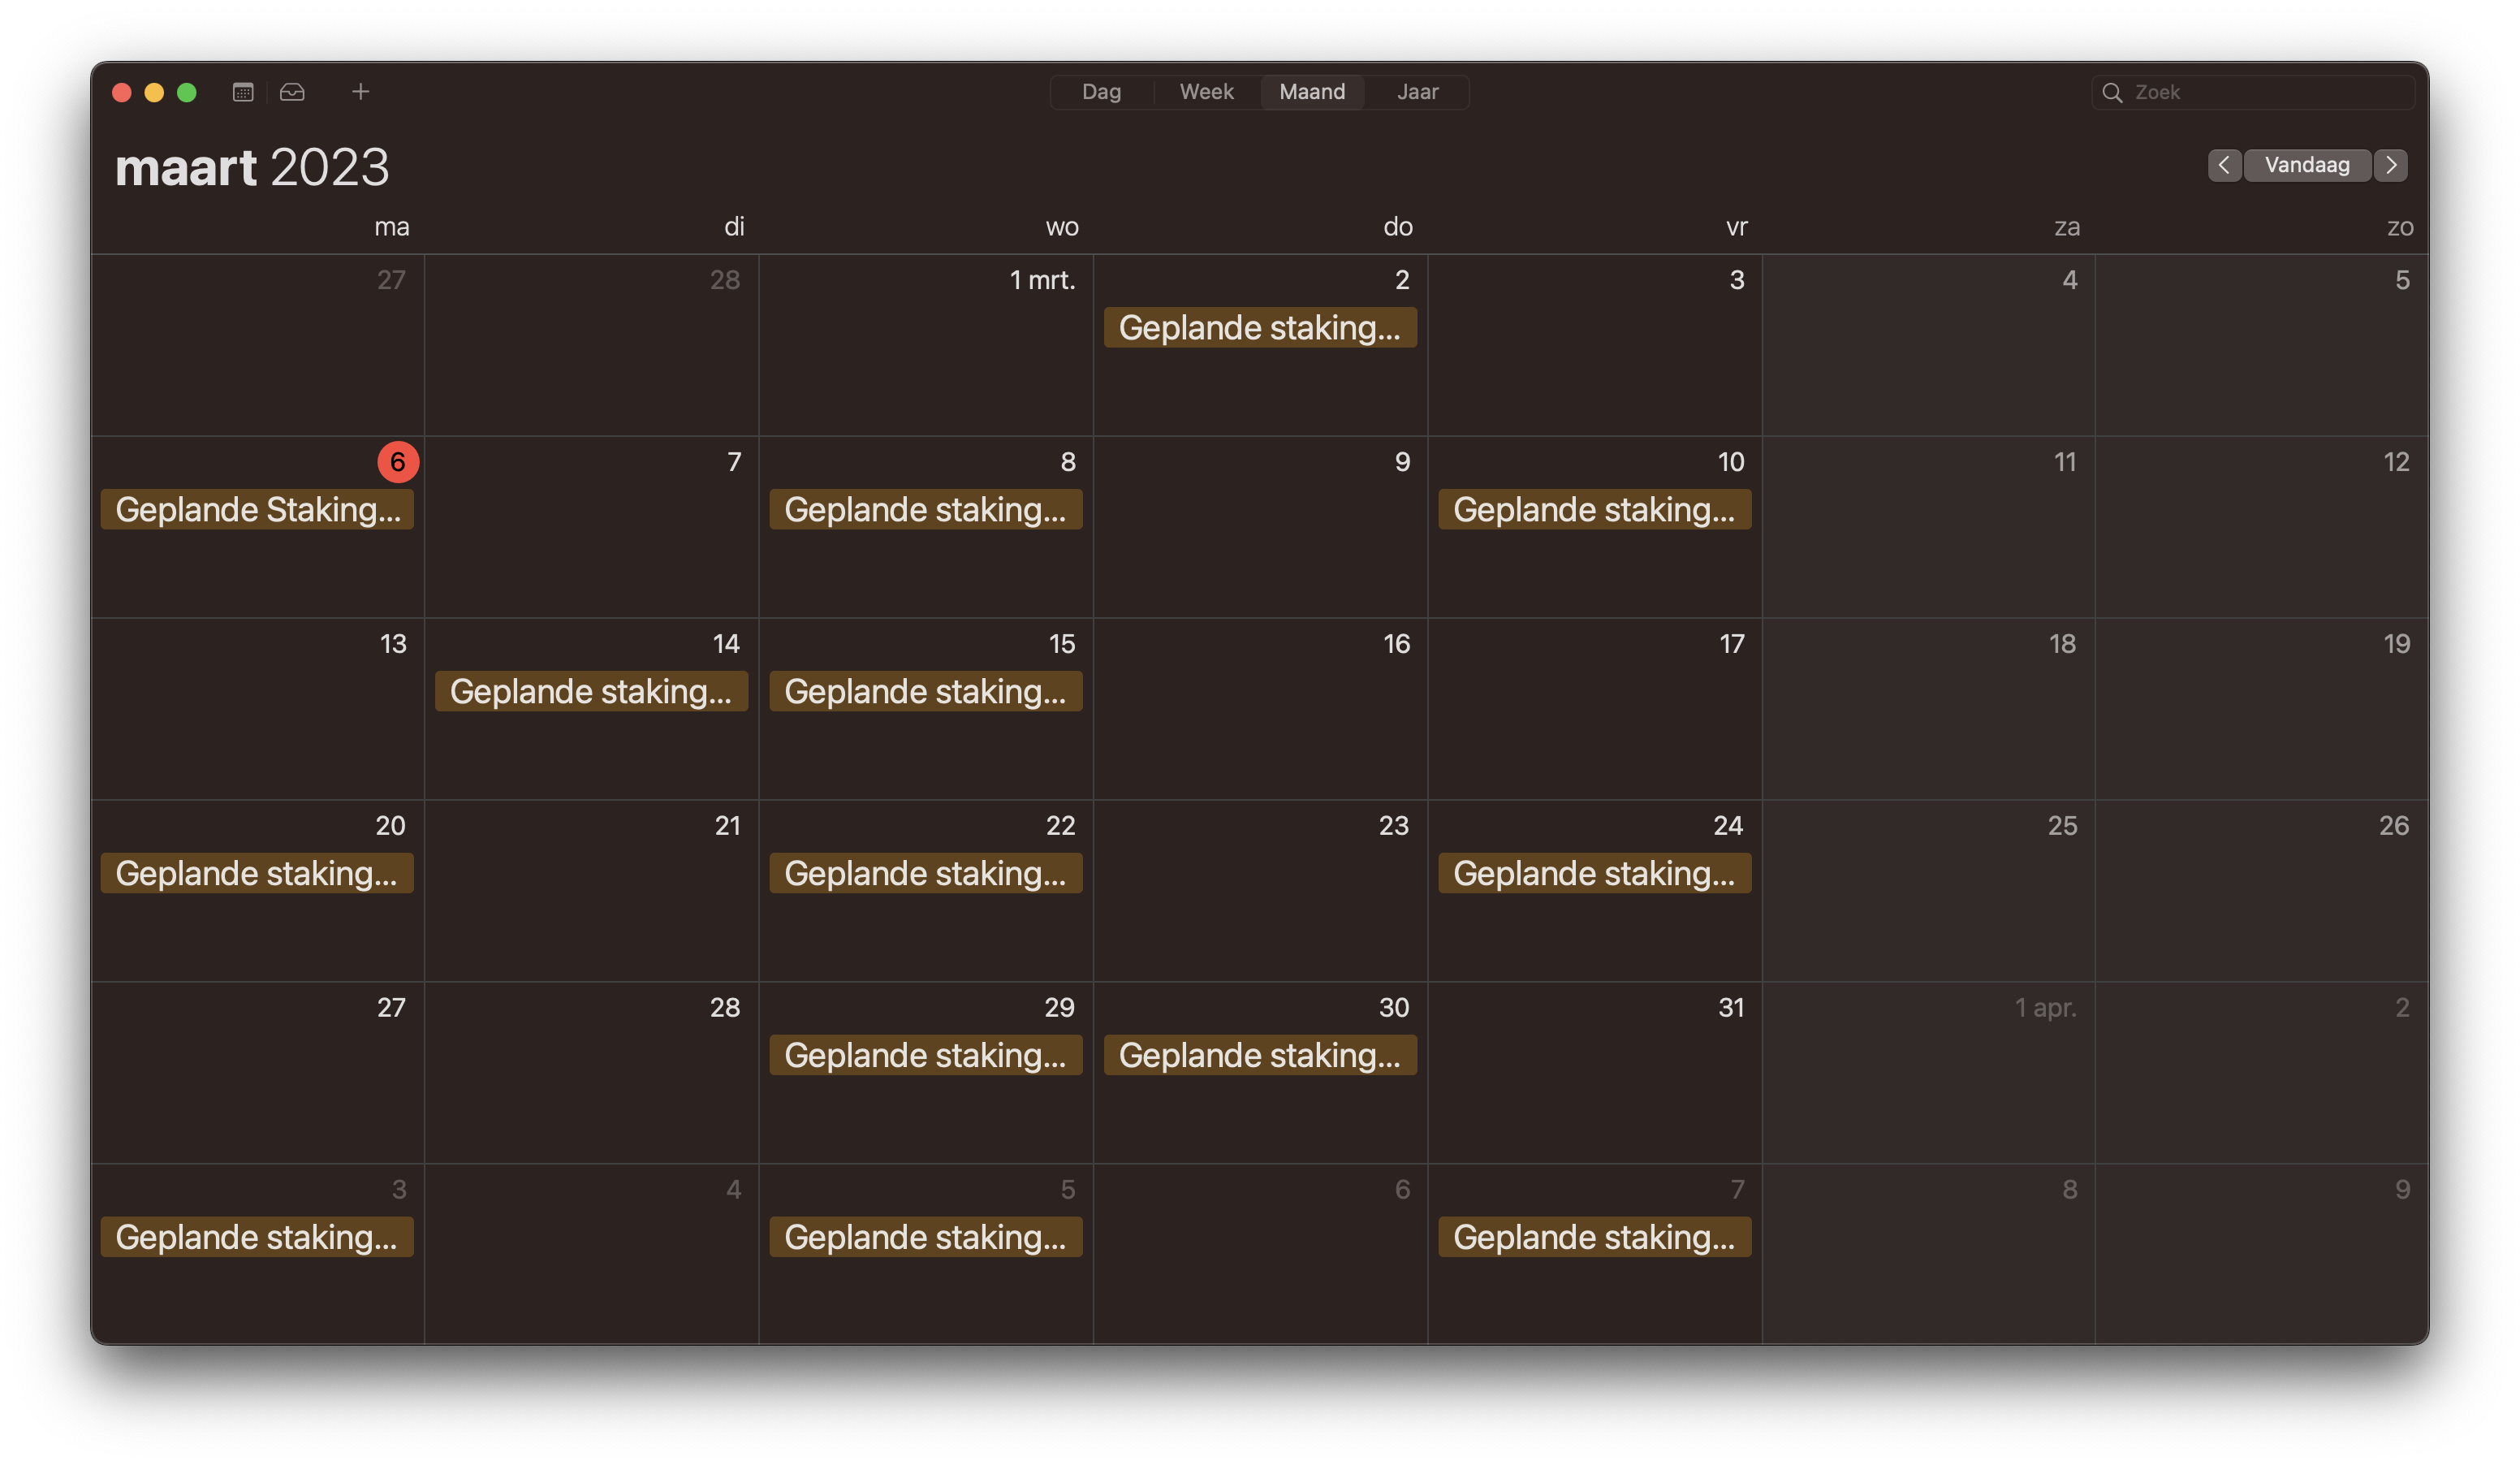 Dag Week Maand Jaar Zoek
maart 2023 Vandaag
ma di wo do vr za zo
27 28 1 mrt. 2 3 4 5
Geplande staking...
6 7 8 9 10 11 12
Geplande Staking... Geplande staking... Geplande staking...
13 14 15 16 17 18 19
Geplande staking... Geplande staking...
20 21 22 23 24 25 26
Geplande staking... Geplande staking... Geplande staking...
27 28 29 30 31 1 apr. 2
Geplande staking... Geplande staking...
3 4 5 6 7 8 9
Geplande staking... Geplande staking... Geplande staking...